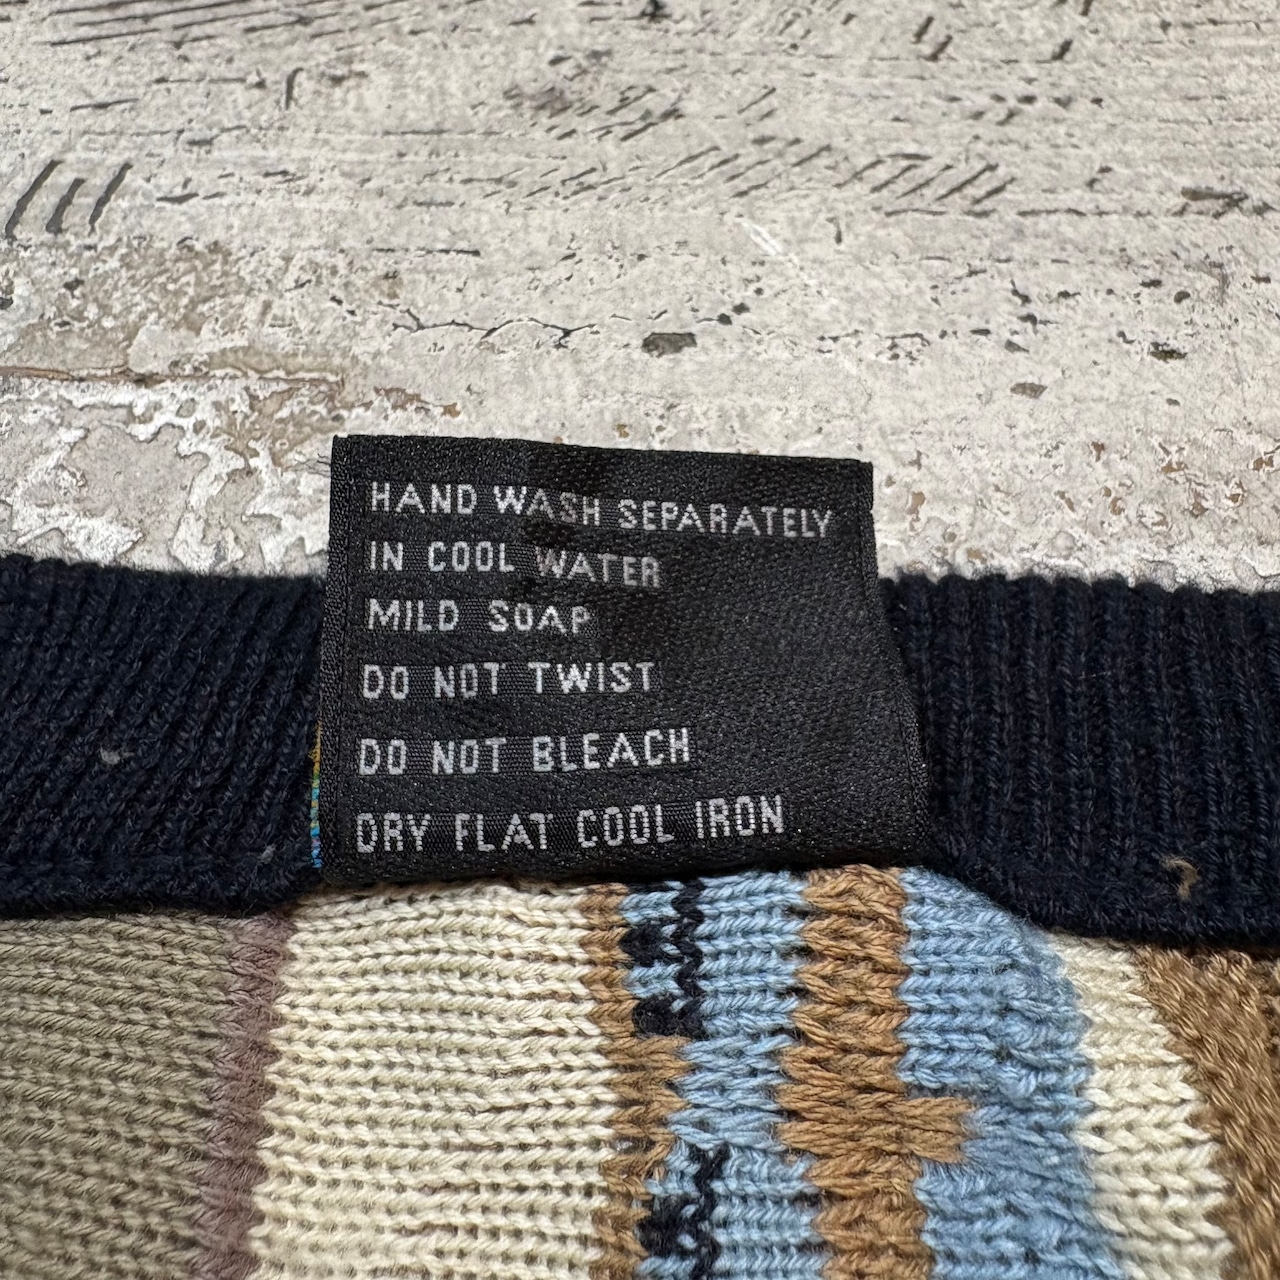 HAND WASH SEPARATELY
IN COOL WATER
MILD SOAP
DO NOT TWIST
DO NOT BLEACH
DRY FLAT COOL IRON